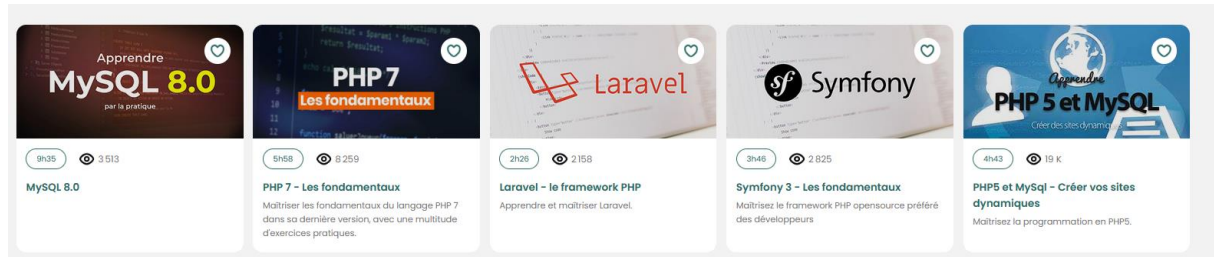 Apprendre
MySQL 8.0
par la pratique
9h35 3 513
MySQL 8.0
PHP 7
Les fondamentaux
5h58 8 259
PHP 7 - Les fondamentaux
Maîtriser les fondamentaux du langage PHP 7
dans sa dernière version, avec une multitude
d'exercices pratiques.
Laravel
2h26 2 158
Laravel - le framework PHP
Apprendre et maîtriser Laravel.
sf Symfony
3h46 2 825
Symfony 3 - Les fondamentaux
Maîtrisez le framework PHP opensource préféré
des développeurs
Apprendre
PHP 5 et MySQL
Créer des sites dynamiques
4h43 19 K
PHP5 et MySql - Créer vos sites
dynamiques
Maîtrisez la programmation en PHP5.